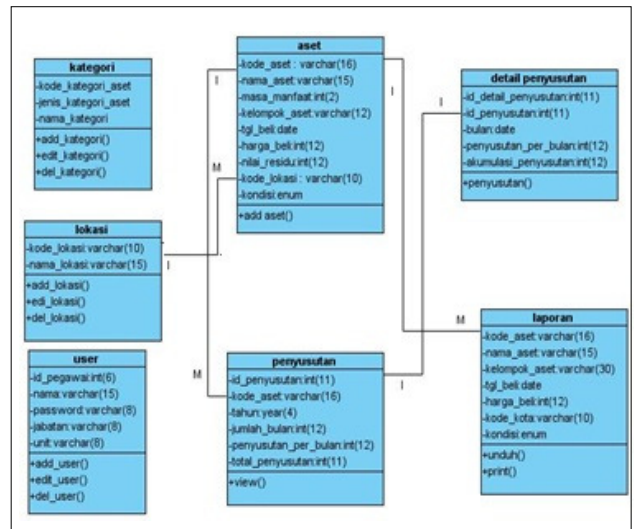 kategori
-kode_kategori_aset
-jenis_kategori_aset
-nama_kategori
+add_kategori()
+edit_kategori()
+del_kategori()
aset
-kode_aset : varchar(16)
-nama_aset:varchar(15)
-masa_manfaat:int(2)
-kelompok_aset:varchar(12)
-tgl_beli:date
-harga_beli:int(12)
-nilai_residu:int(12)
-kode_lokasi : varchar(10)
-kondisi:enum
+add aset()
detail penyusutan
-id_detail_penyusutan:int(11)
-id_penyusutan:int(11)
-bulan:date
-penyusutan_per_bulan:int(12)
-akumulasi_penyusutan:int(12)
+penyusutan()
lokasi
-kode_lokasi:varchar(10)
-nama_lokasi:varchar(15)
+add_lokasi()
+edi_lokasi()
+del_lokasi()
user
-id_pegawai:int(6)
-nama:varchar(15)
-password:varchar(8)
-jabatan:varchar(8)
-unit:varchar(8)
+add_user()
+edit_user()
+del_user()
penyusutan
-id_penyusutan:int(11)
-kode_aset:varchar(16)
-tahun:year(4)
-jumlah_bulan:int(12)
-penyusutan_per_bulan:int(12)
-total_penyusutan:int(11)
+view()
laporan
-kode_aset:varchar(16)
-nama_aset:varchar(15)
-kelompok_aset:varchar(30)
-tgl_beli:date
-harga_beli:int(12)
-kode_kota:varchar(10)
-kondisi:enum
+unduh()
+print()
I
I
I
M
I
M
M
I